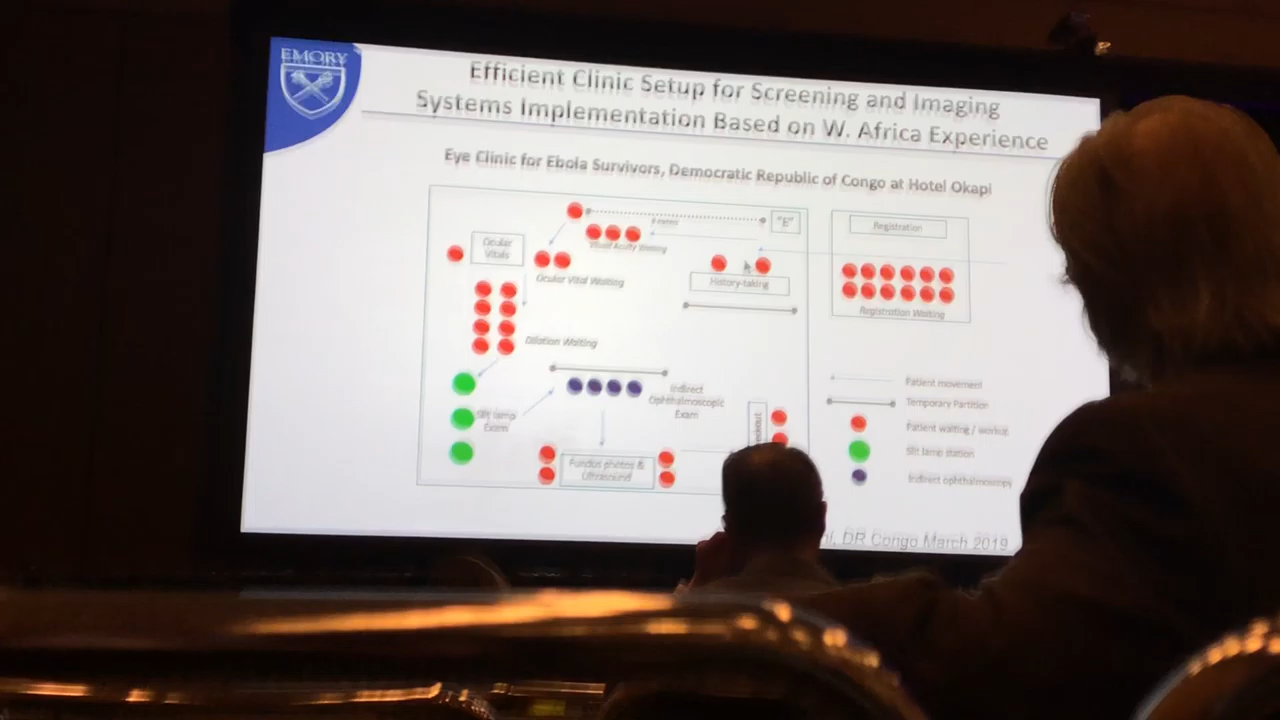 EMORY
Efficient Clinic Setup for Screening and Imaging
Systems Implementation Based on W. Africa Experience
Eye Clinic for Ebola Survivors, Democratic Republic of Congo at Hotel Okapi
"E"
Visual Acuity Waiting
Ocular
Vitals
Ocular Vital Waiting
History-taking
Registration
Registration Waiting
Dilation Waiting
Slit lamp
Exam
Indirect
Ophthalmoscopic
Exam
Fundus photos &
Ultrasound
Patient movement
Temporary Partition
Patient waiting / workup
Slit lamp station
Indirect ophthalmoscopy
DR Congo March 2019